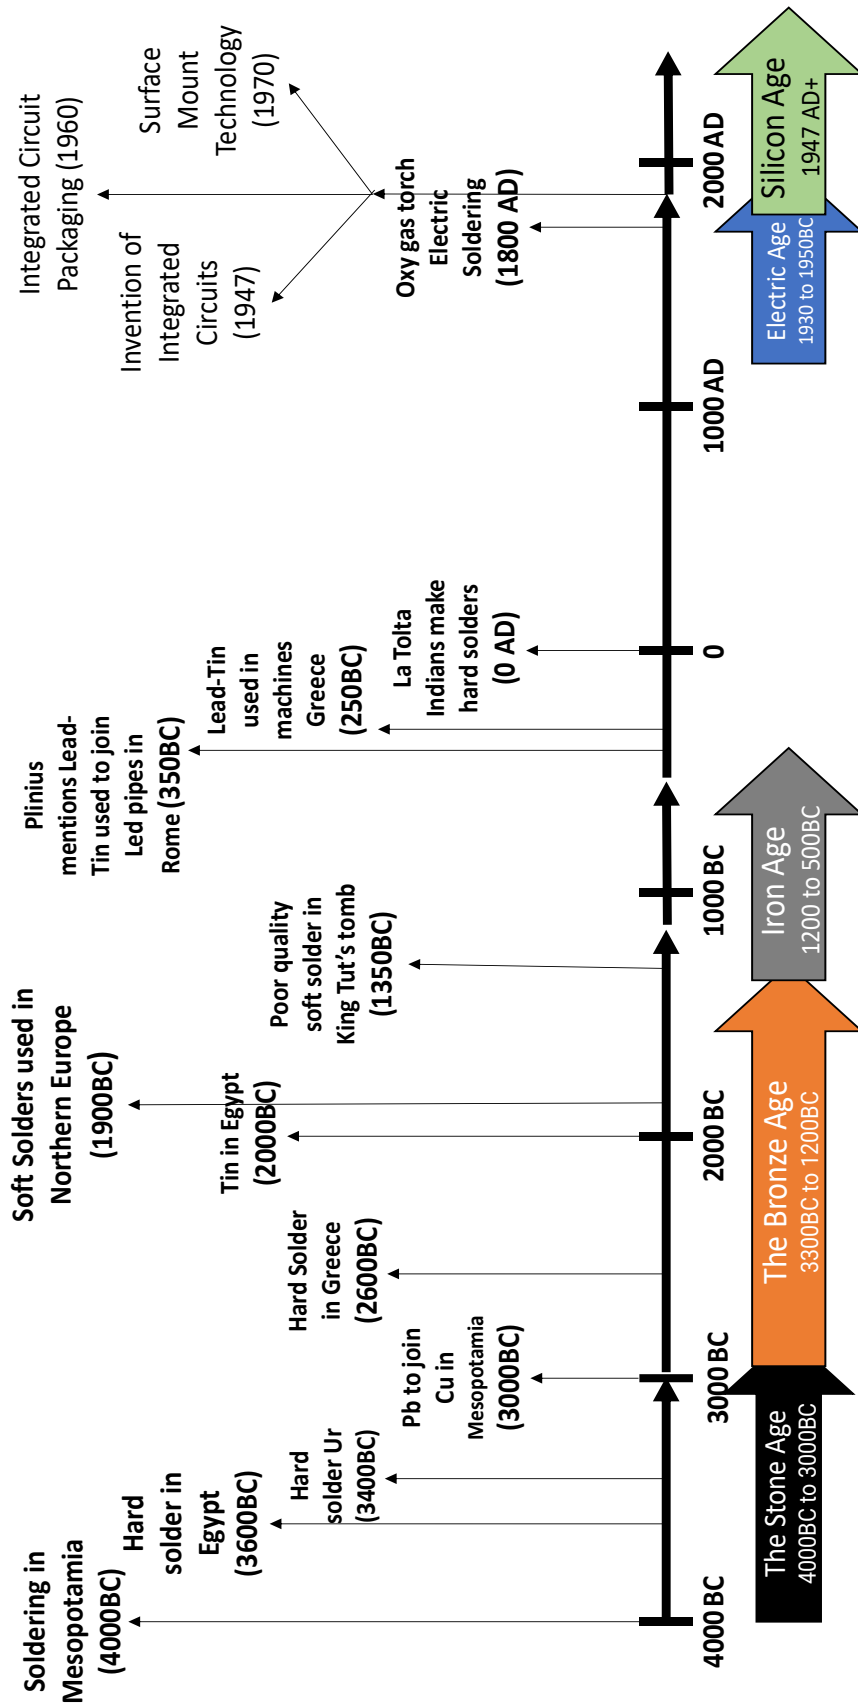 Soldering in
Mesopotamia
(4000BC)
Hard
solder in
Egypt
(3600BC)
Hard
solder Ur
(3400BC)
Pb to join
Cu in
Mesopotamia
(3000BC)
Hard Solder
in Greece
(2600BC)
Tin in Egypt
(2000BC)
Soft Solders used in
Northern Europe
(1900BC)
Poor quality
soft solder in
King Tut's tomb
(1350BC)
Plinius
mentions Lead-
Tin used to join
Led pipes in
Rome (350BC)
Lead-Tin
used in
machines
Greece
(250BC)
La Tolta
Indians make
hard solders
(0 AD)
Oxy gas torch
Electric
Soldering
(1800 AD)
Invention of
Integrated
Circuits
(1947)
Integrated Circuit
Packaging (1960)
Surface
Mount
Technology
(1970)
4000 BC
3000 BC
2000 BC
1000 BC
0
1000 AD
2000 AD
The Stone Age
4000BC to 3000BC
The Bronze Age
3300BC to 1200BC
Iron Age
1200 to 500BC
Electric Age
1930 to 1950BC
Silicon Age
1947 AD+